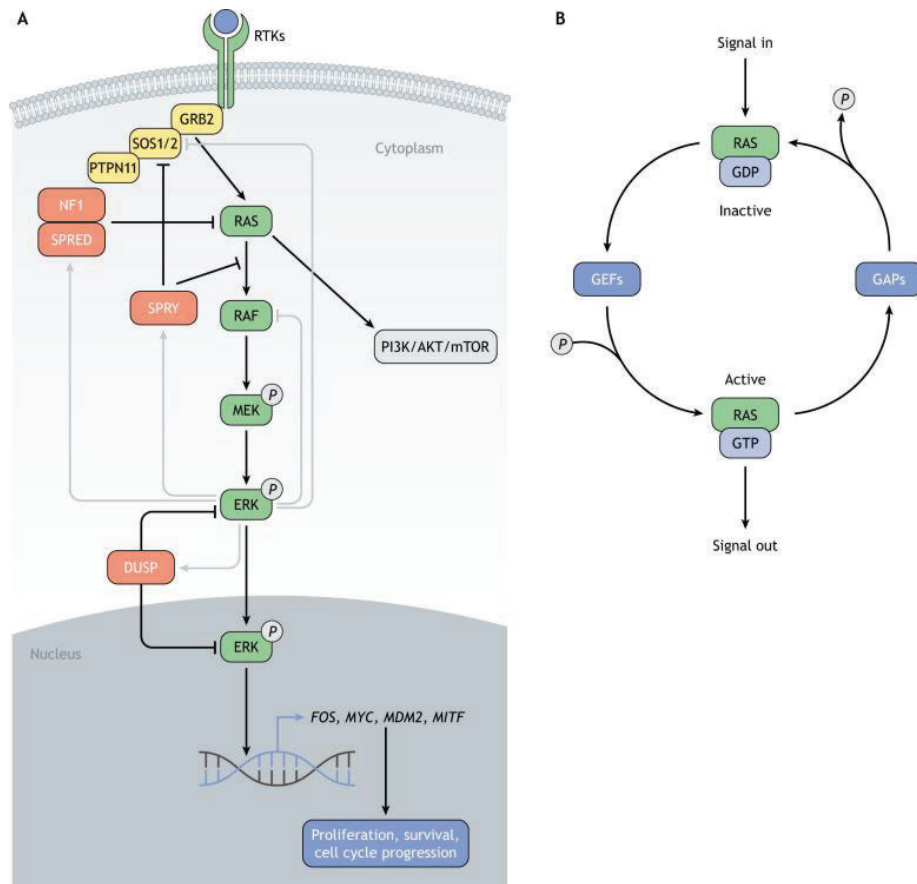 A
RTKs
GRB2
SOS1/2
PTPN11
Cytoplasm
NF1
SPRED
RAS
SPRY
RAF
PI3K/AKT/mTOR
MEK
P
ERK
P
DUSP
Nucleus
ERK
P
FOS, MYC, MDM2, MITF
Proliferation, survival,
cell cycle progression
B
Signal in
P
RAS
GDP
Inactive
GEFs
GAPs
P
Active
RAS
GTP
Signal out